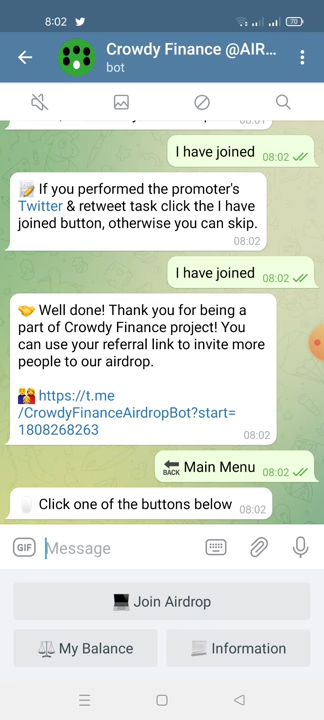 8:02
70
Crowdy Finance @AIR...
bot
I have joined 08:02
If you performed the promoter's
Twitter & retweet task click the I have
joined button, otherwise you can skip.
08:02
I have joined 08:02
Well done! Thank you for being a
part of Crowdy Finance project! You
can use your referral link to invite more
people to our airdrop.
https://t.me
/CrowdyFinanceAirdropBot?start=
1808268263
08:02
BACK Main Menu 08:02
Click one of the buttons below 08:02
GIF Message
Join Airdrop
My Balance
Information